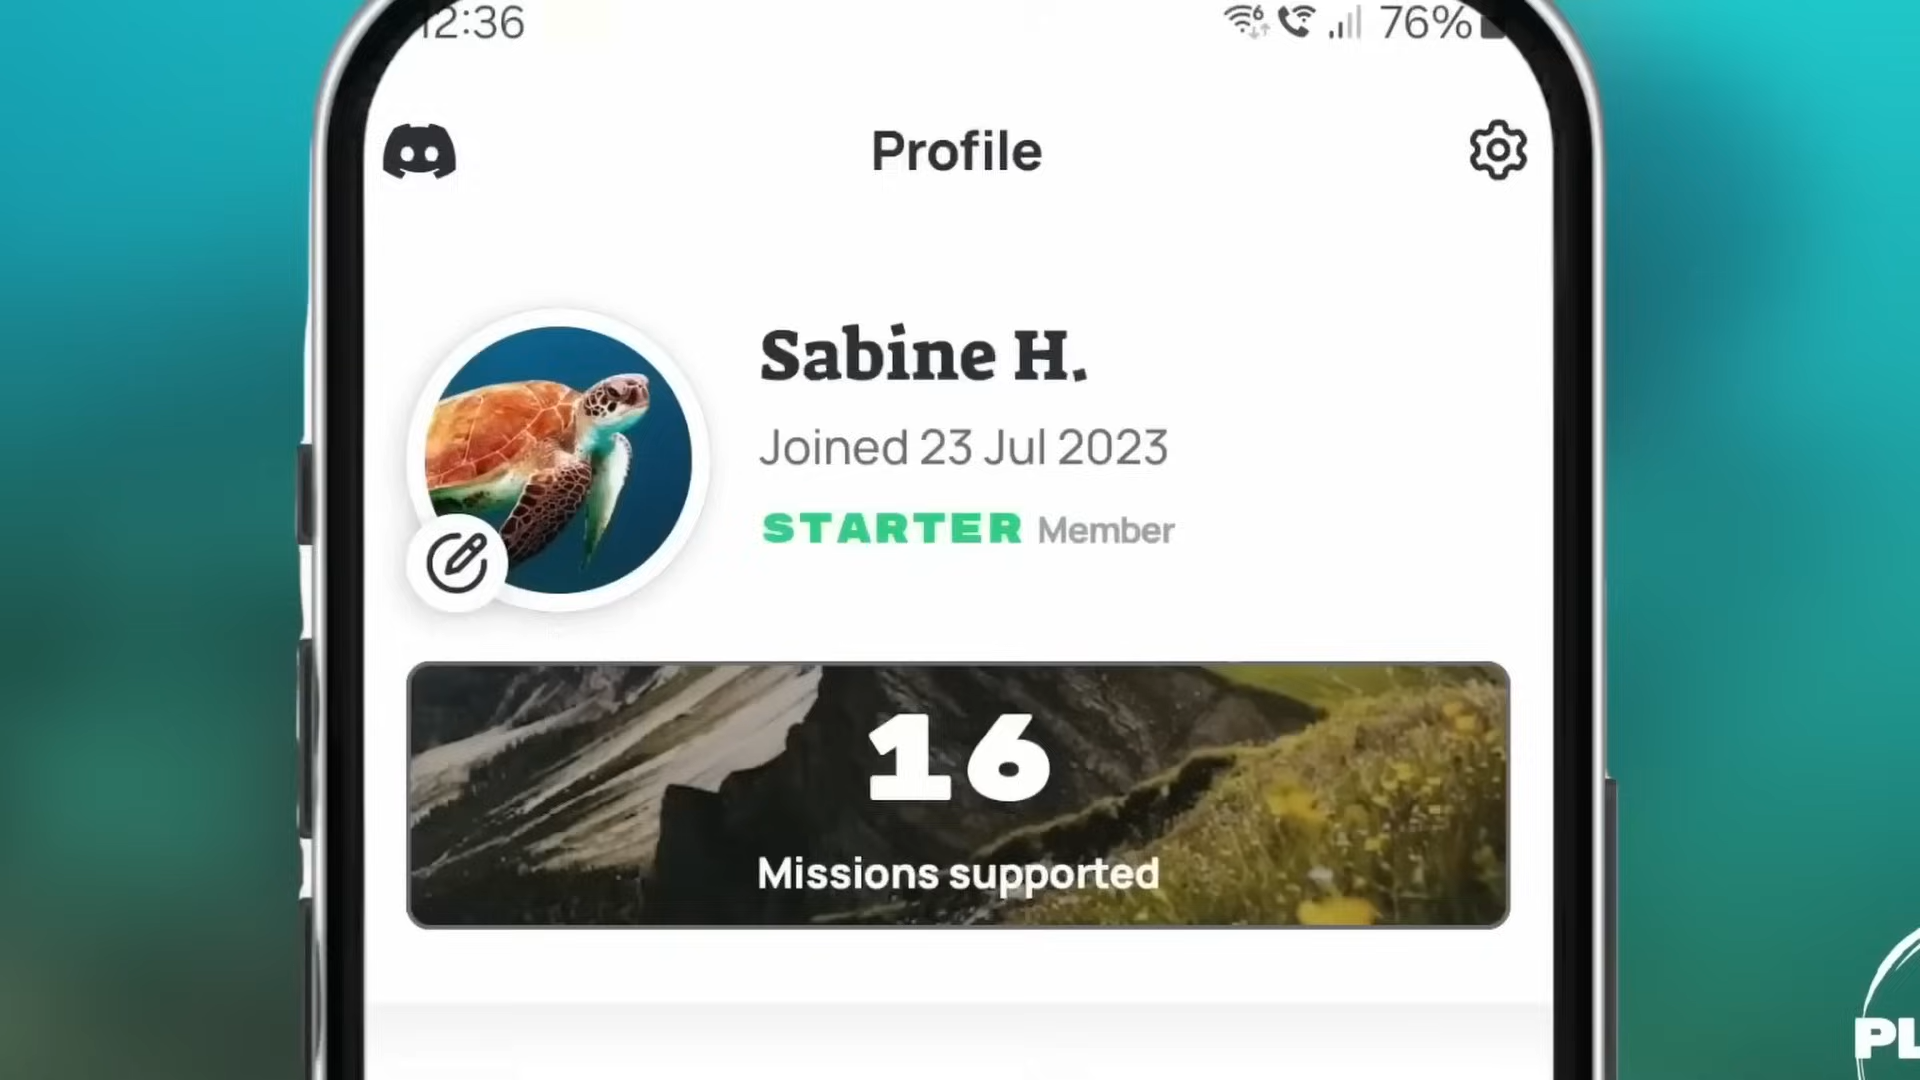 12:36
76%
Profile
Sabine H.
Joined 23 Jul 2023
STARTER Member
16
Missions supported